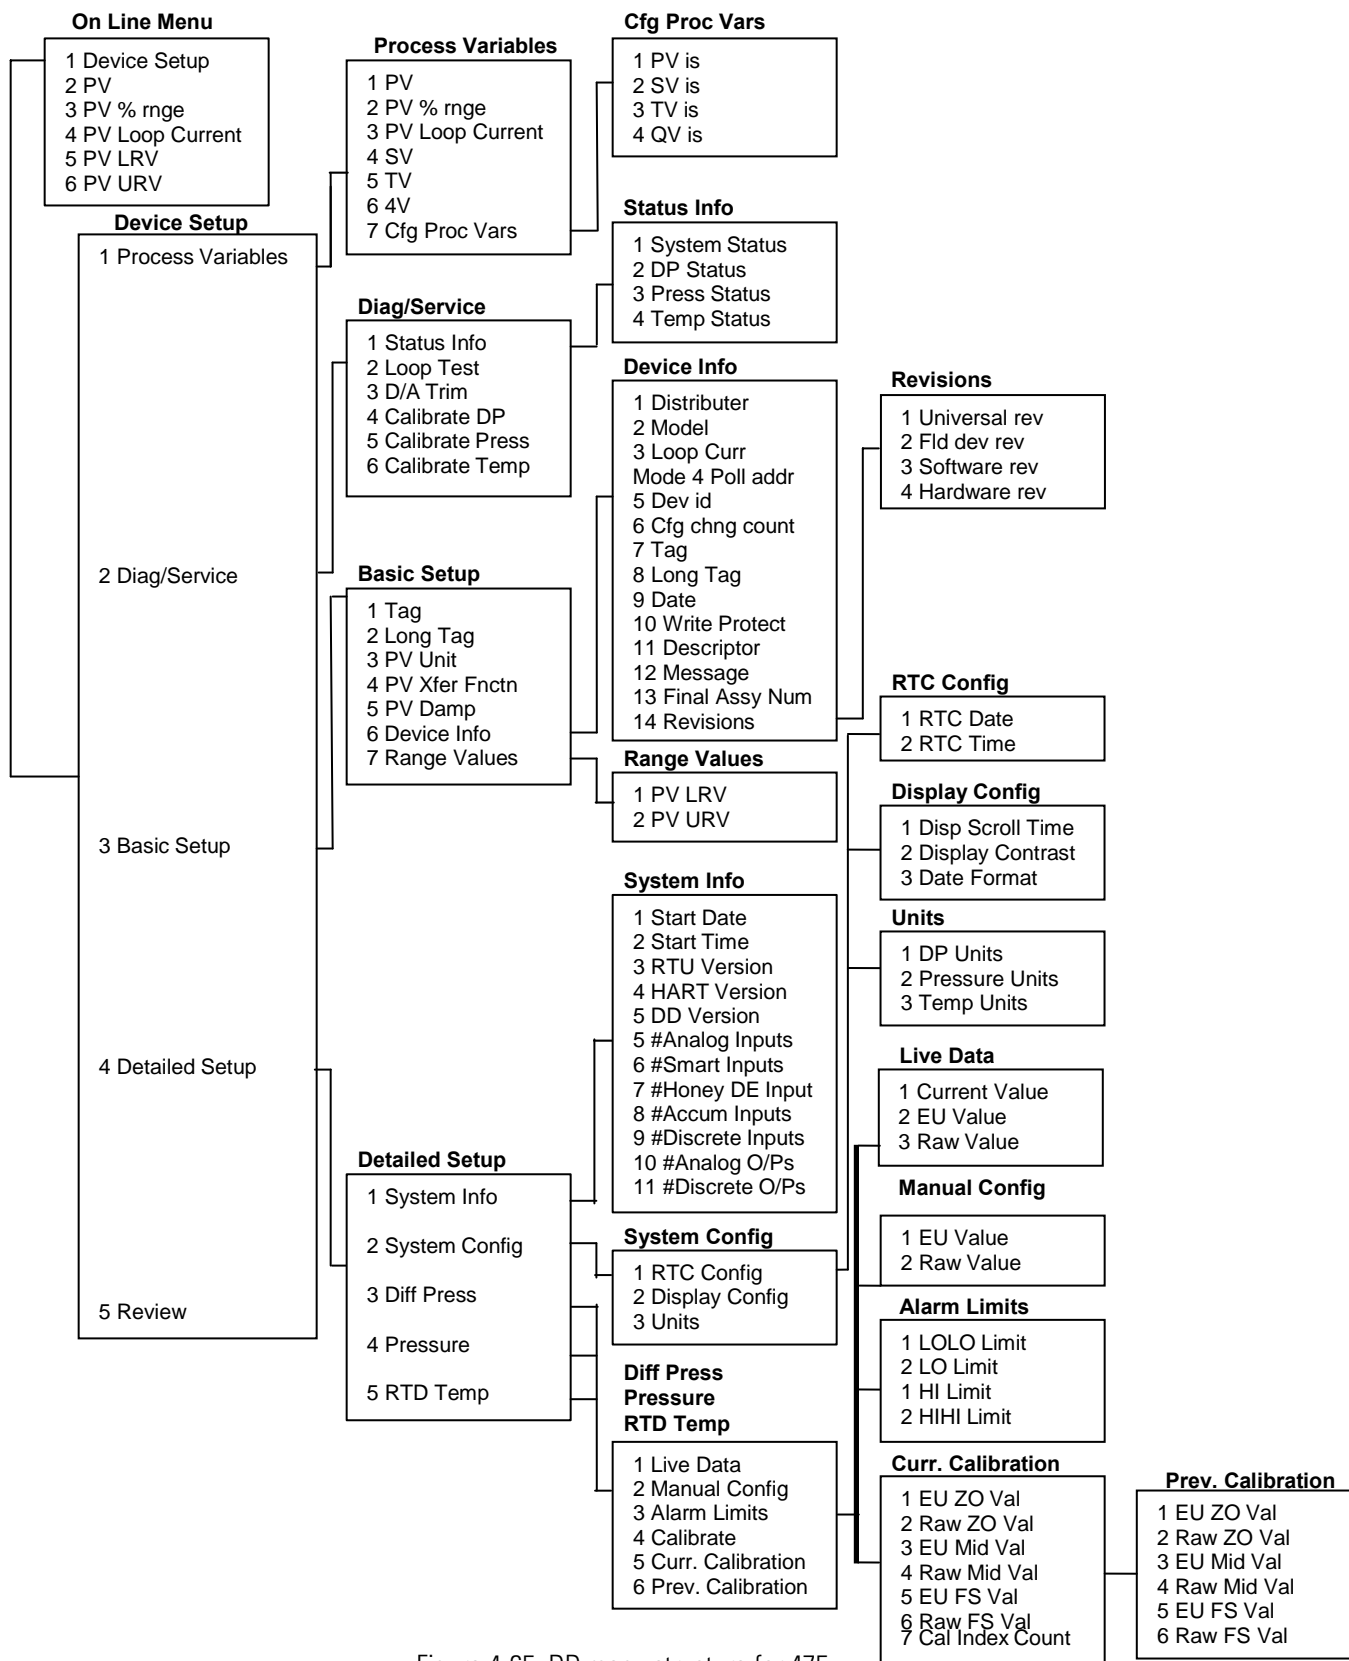 On Line Menu
1 Device Setup
2 PV
3 PV % rnge
4 PV Loop Current
5 PV LRV
6 PV URV
Device Setup
1 Process Variables
2 Diag/Service
3 Basic Setup
4 Detailed Setup
5 Review
Process Variables
1 PV
2 PV % rnge
3 PV Loop Current
4 SV
5 TV
6 4V
7 Cfg Proc Vars
Diag/Service
1 Status Info
2 Loop Test
3 D/A Trim
4 Calibrate DP
5 Calibrate Press
6 Calibrate Temp
Basic Setup
1 Tag
2 Long Tag
3 PV Unit
4 PV Xfer Fnctn
5 PV Damp
6 Device Info
7 Range Values
Detailed Setup
1 System Info
2 System Config
3 Diff Press
4 Pressure
5 RTD Temp
Cfg Proc Vars
1 PV is
2 SV is
3 TV is
4 QV is
Status Info
1 System Status
2 DP Status
3 Press Status
4 Temp Status
Device Info
1 Distributer
2 Model
3 Loop Curr
Mode 4 Poll addr
5 Dev id
6 Cfg chng count
7 Tag
8 Long Tag
9 Date
10 Write Protect
11 Descriptor
12 Message
13 Final Assy Num
14 Revisions
Range Values
1 PV LRV
2 PV URV
System Info
1 Start Date
2 Start Time
3 RTU Version
4 HART Version
5 DD Version
5 #Analog Inputs
6 #Smart Inputs
7 #Honey DE Input
8 #Accum Inputs
9 #Discrete Inputs
10 #Analog O/Ps
11 #Discrete O/Ps
System Config
1 RTC Config
2 Display Config
3 Units
Diff Press
Pressure
RTD Temp
1 Live Data
2 Manual Config
3 Alarm Limits
4 Calibrate
5 Curr. Calibration
6 Prev. Calibration
Revisions
1 Universal rev
2 Fld dev rev
3 Software rev
4 Hardware rev
RTC Config
1 RTC Date
2 RTC Time
Display Config
1 Disp Scroll Time
2 Display Contrast
3 Date Format
Units
1 DP Units
2 Pressure Units
3 Temp Units
Live Data
1 Current Value
2 EU Value
3 Raw Value
Manual Config
1 EU Value
2 Raw Value
Alarm Limits
1 LOLO Limit
2 LO Limit
1 HI Limit
2 HIHI Limit
Curr. Calibration
1 EU ZO Val
2 Raw ZO Val
3 EU Mid Val
4 Raw Mid Val
5 EU FS Val
6 Raw FS Val
7 Cal Index Count
Prev. Calibration
1 EU ZO Val
2 Raw ZO Val
3 EU Mid Val
4 Raw Mid Val
5 EU FS Val
6 Raw FS Val